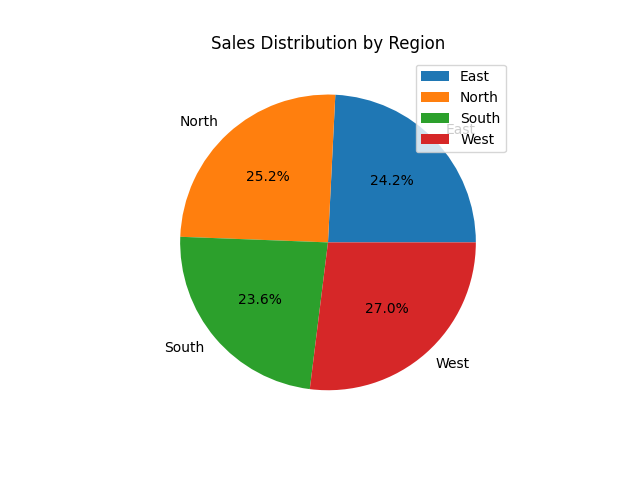 Sales Distribution by Region
East
North
South
West
East
North
25.2%
24.2%
23.6%
27.0%
South
West